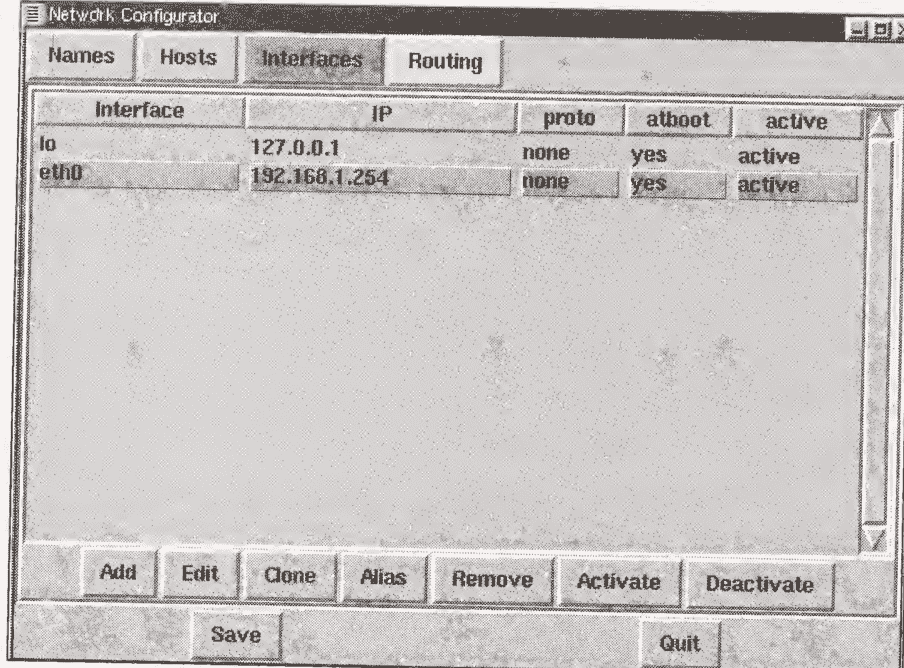 Network Configurator
Names Hosts Interfaces Routing
Interface IP proto atboot active
lo 127.0.0.1 none yes active
eth0 192.168.1.254 none yes active
Add Edit Clone Alias Remove Activate Deactivate
Save Quit